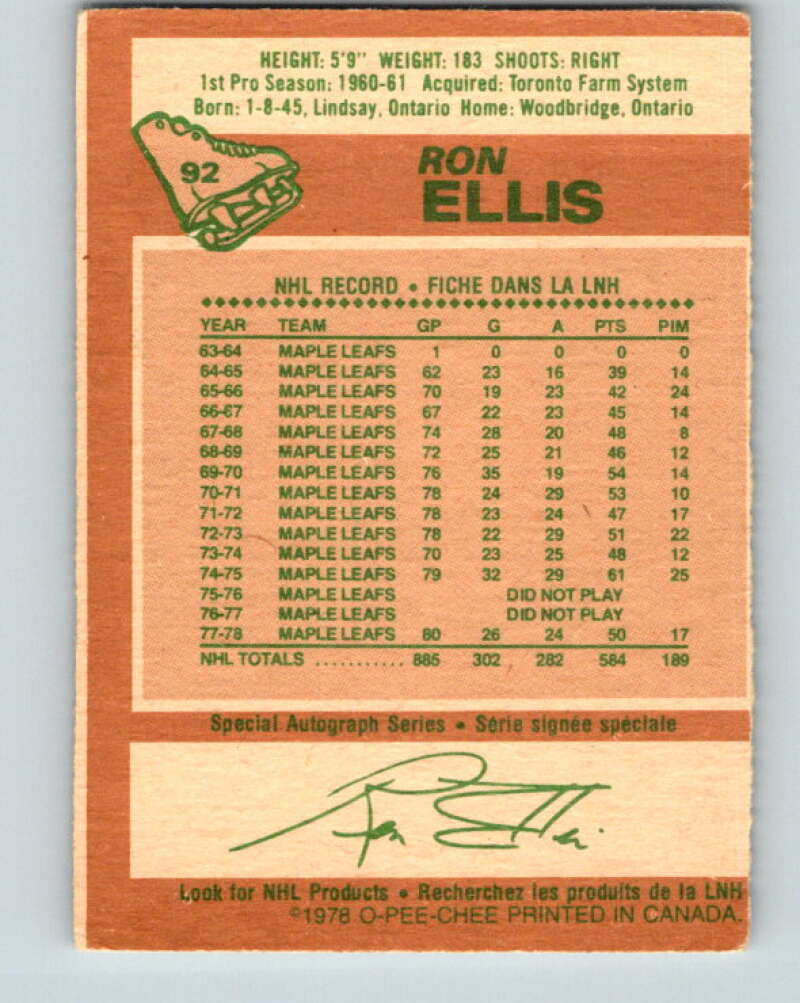 HEIGHT: 5'9" WEIGHT: 183 SHOOTS: RIGHT
1st Pro Season: 1960-61 Acquired: Toronto Farm System
Born: 1-8-45, Lindsay, Ontario Home: Woodbridge, Ontario
92
RON
ELLIS
NHL RECORD • FICHE DANS LA LNH
YEAR TEAM GP G A PTS PIM
63-64 MAPLE LEAFS 1 0 0 0 0
64-65 MAPLE LEAFS 62 23 16 39 14
65-66 MAPLE LEAFS 70 19 23 42 24
66-67 MAPLE LEAFS 67 22 23 45 14
67-68 MAPLE LEAFS 74 28 20 48 8
68-69 MAPLE LEAFS 72 25 21 46 12
69-70 MAPLE LEAFS 76 35 19 54 14
70-71 MAPLE LEAFS 78 24 29 53 10
71-72 MAPLE LEAFS 78 23 24 47 17
72-73 MAPLE LEAFS 78 22 29 51 22
73-74 MAPLE LEAFS 70 23 25 48 12
74-75 MAPLE LEAFS 79 32 29 61 25
75-76 MAPLE LEAFS DID NOT PLAY
76-77 MAPLE LEAFS DID NOT PLAY
77-78 MAPLE LEAFS 80 26 24 50 17
NHL TOTALS ........... 885 302 282 584 189
Special Autograph Series • Série signée spéciale
Ron Ellis
Look for NHL Products • Recherchez les produits de la LNH
©1978 O-PEE-CHEE PRINTED IN CANADA.